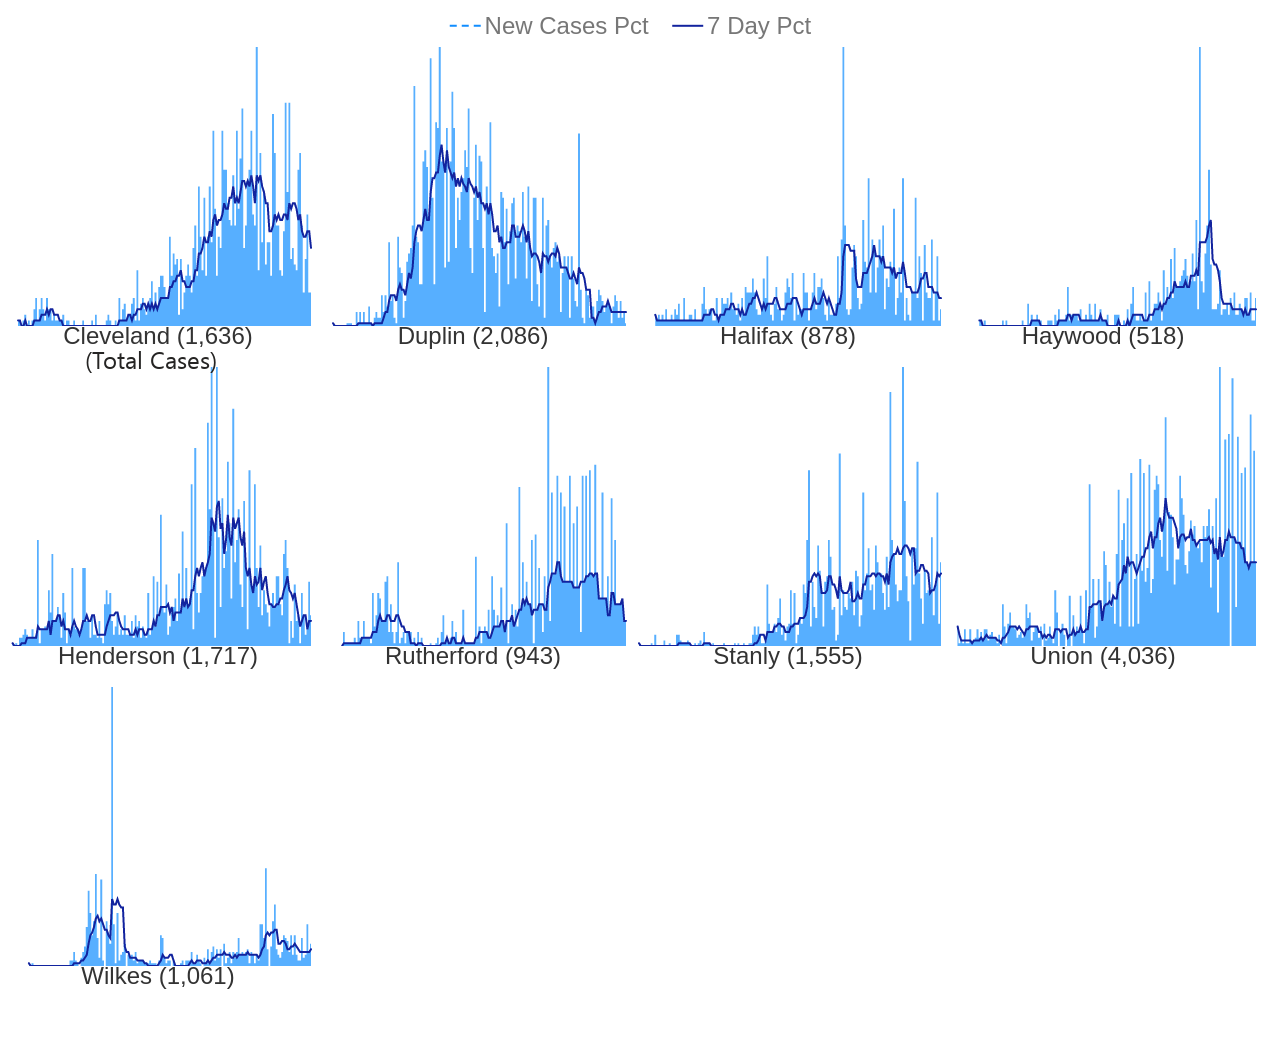 New Cases Pct 7 Day Pct
Cleveland (1,636) Duplin (2,086) Halifax (878) Haywood (518)
(Total Cases)
Henderson (1,717) Rutherford (943) Stanly (1,555) Union (4,036)
Wilkes (1,061)